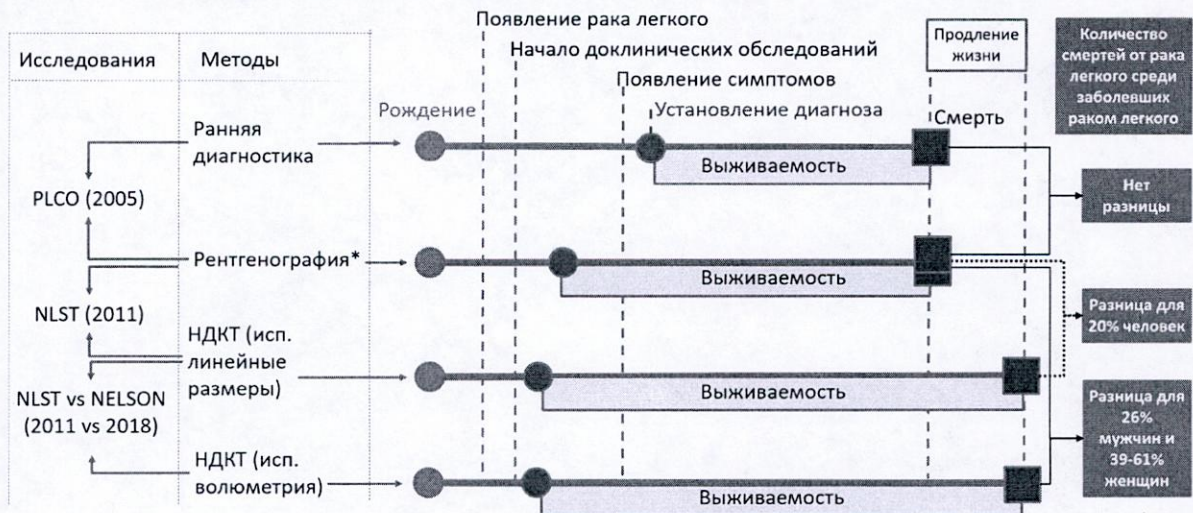 Появление рака легкого
Начало доклинических обследований
Появление симптомов
Установление диагноза
Продление
жизни
Количество
смертей от рака
легкого среди
заболевших
раком легкого
Исследования
Методы
Рождение
Смерть
Ранняя
диагностика
Выживаемость
PLCO (2005)
Нет
разницы
Рентгенография*
Выживаемость
NLST (2011)
Разница для
20% человек
НДКТ (исп.
линейные
размеры)
Выживаемость
NLST vs NELSON
(2011 vs 2018)
Разница для
26%
мужчин и
39-61%
женщин
НДКТ (исп.
волюметрия)
Выживаемость